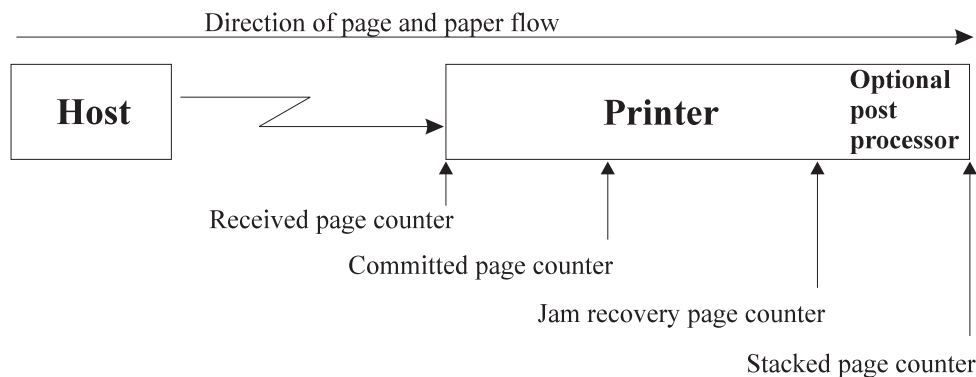 Direction of page and paper flow
Host
Printer
Optional
post
processor
Received page counter
Committed page counter
Jam recovery page counter
Stacked page counter